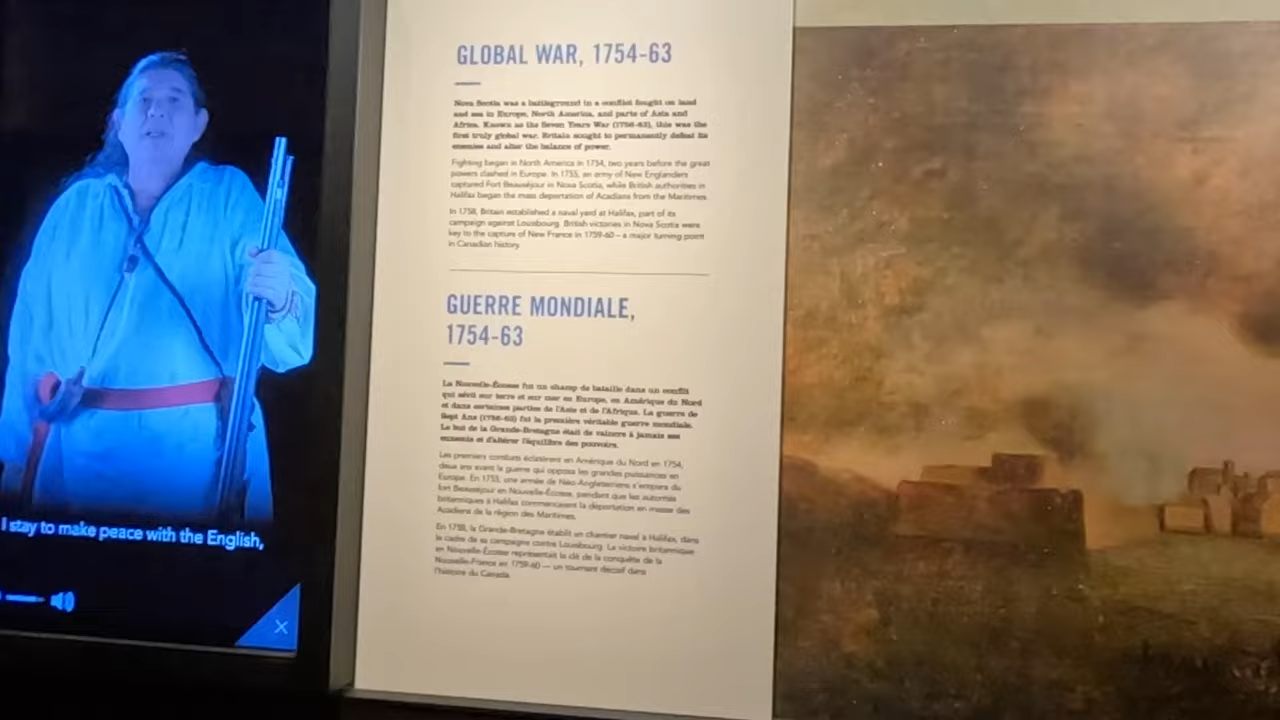 I stay to make peace with the English,
GLOBAL WAR, 1754-63
Nova Scotia was a battleground in a conflict fought on land
and sea in Europe, North America, and parts of Asia and
Africa. Known as the Seven Years War (1756-63), this was the
first truly global war. Britain sought to permanently defeat its
enemies and alter the balance of power.
Fighting began in North America in 1754, two years before the great
powers clashed in Europe. In 1755, an army of New Englanders
captured Fort Beauséjour in Nova Scotia, while British authorities in
Halifax began the mass deportation of Acadians from the Maritimes.
In 1758, Britain established a naval yard at Halifax, part of its
campaign against Louisbourg. British victories in Nova Scotia were
key to the capture of New France in 1759-60 – a major turning point
in Canadian history.
GUERRE MONDIALE,
1754-63
La Nouvelle-Écosse fut un champ de bataille dans un conflit
qui sévit sur terre et sur mer en Europe, en Amérique du Nord
et dans certaines parties de l'Asie et de l'Afrique. La guerre de
Sept Ans (1756-63) fut la première véritable guerre mondiale.
Le but de la Grande-Bretagne était de vaincre à jamais ses
ennemis et d'altérer l'équilibre des pouvoirs.
Les premiers combats éclatèrent en Amérique du Nord en 1754,
deux ans avant la guerre qui opposa les grandes puissances en
Europe. En 1755, une armée de Néo-Angleterriens s'empara du
fort Beauséjour en Nouvelle-Écosse, pendant que les autorités
britanniques à Halifax commençaient la déportation en masse des
Acadiens de la région des Maritimes.
En 1758, la Grande-Bretagne établit un chantier naval à Halifax, dans
le cadre de sa campagne contre Louisbourg. La victoire britannique
en Nouvelle-Écosse représentait la clé de la conquête de la
Nouvelle-France en 1759-60 — un tournant décisif dans
l'histoire du Canada.